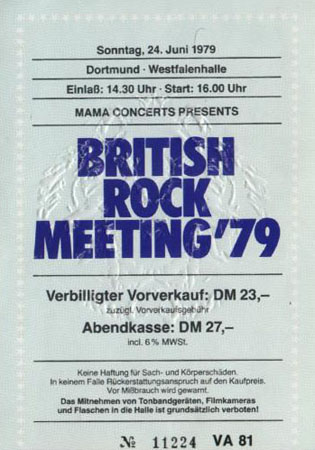 Sonntag, 24. Juni 1979
Dortmund · Westfalenhalle
Einlaß: 14.30 Uhr · Start: 16.00 Uhr
MAMA CONCERTS PRESENTS
BRITISH
ROCK
MEETING '79
Verbilligter Vorverkauf: DM 23,–
zuzügl. Vorverkaufsgebühr
Abendkasse: DM 27,–
incl. 6% MWSt.
Keine Haftung für Sach- und Körperschäden.
In keinem Falle Rückerstattungsanspruch auf den Kaufpreis.
Vor Mißbrauch wird gewarnt.
Das Mitnehmen von Tonbandgeräten, Filmkameras
und Flaschen in die Halle ist grundsätzlich verboten!
№ 11224 VA 81